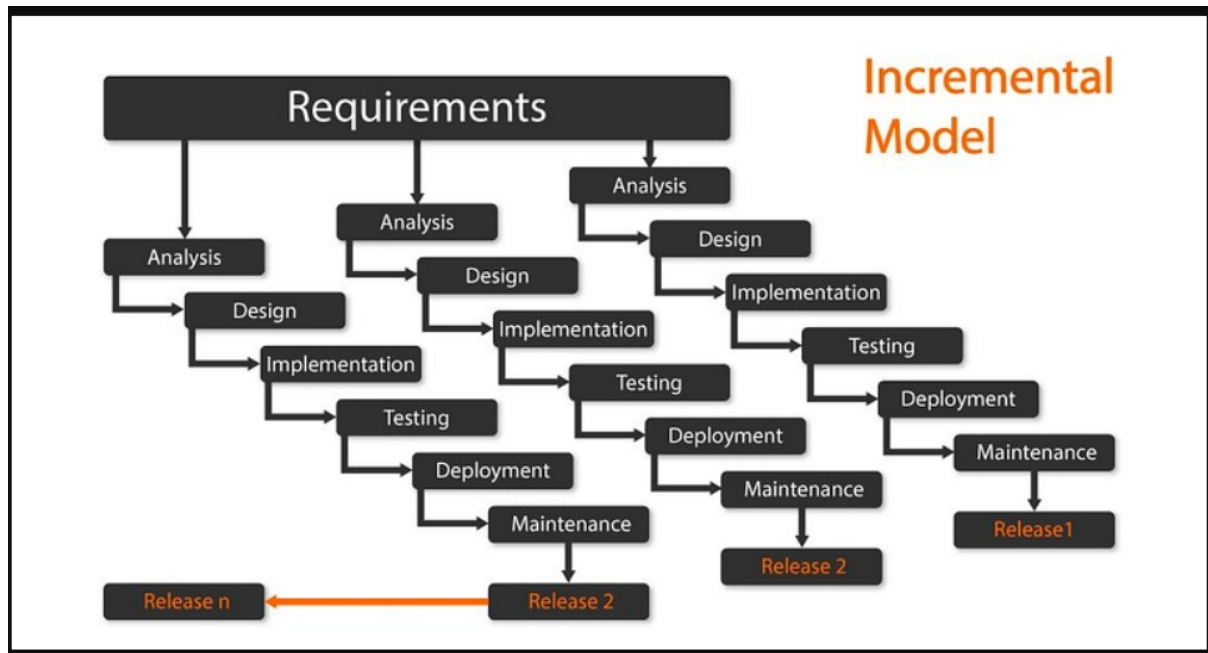 Incremental
Model
Requirements
Analysis
Design
Implementation
Testing
Deployment
Maintenance
Release 2
Release n
Analysis
Design
Implementation
Testing
Deployment
Maintenance
Release 2
Analysis
Design
Implementation
Testing
Deployment
Maintenance
Release1